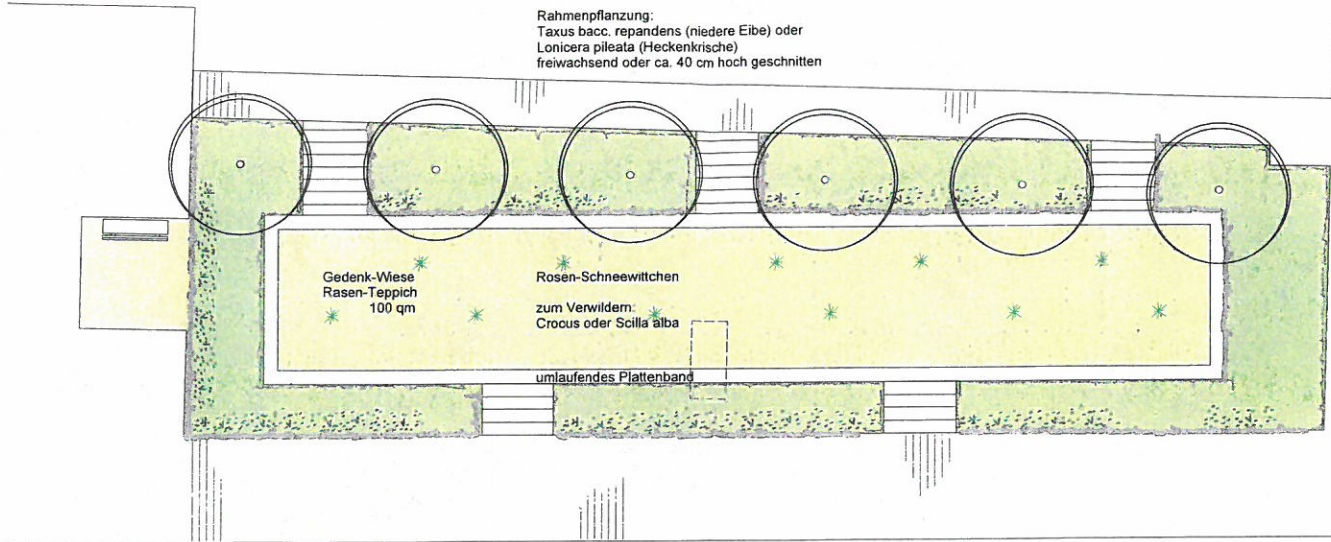 Rahmenpflanzung:
Taxus bacc. repandens (niedere Eibe) oder
Lonicera pileata (Heckenkrische)
freiwachsend oder ca. 40 cm hoch geschnitten
Gedenk-Wiese
Rasen-Teppich
100 qm
Rosen-Schneewittchen
zum Verwildern:
Crocus oder Scilla alba
umlaufendes Plattenband